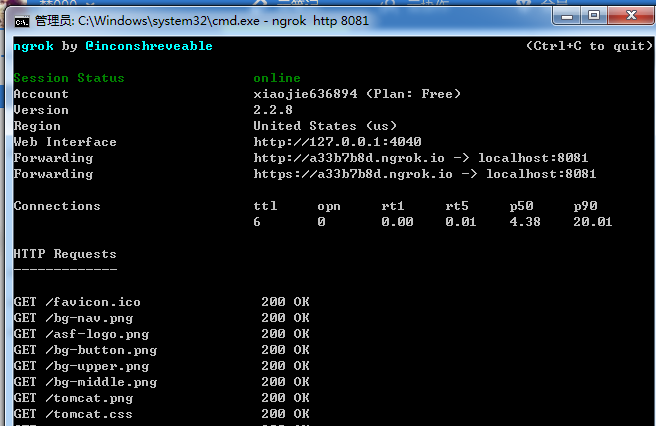 管理员: C:\Windows\system32\cmd.exe - ngrok  http 8081
ngrok by @inconshreveable (Ctrl+C to quit)
Session Status online
Account xiaojie636894 (Plan: Free)
Version 2.2.8
Region United States (us)
Web Interface http://127.0.0.1:4040
Forwarding http://a33b7b8d.ngrok.io -> localhost:8081
Forwarding https://a33b7b8d.ngrok.io -> localhost:8081
Connections ttl opn rt1 rt5 p50 p90
6 0 0.00 0.01 4.38 20.01
HTTP Requests
-------------
GET /favicon.ico 200 OK
GET /bg-nav.png 200 OK
GET /asf-logo.png 200 OK
GET /bg-button.png 200 OK
GET /bg-upper.png 200 OK
GET /bg-middle.png 200 OK
GET /tomcat.png 200 OK
GET /tomcat.css 200 OK